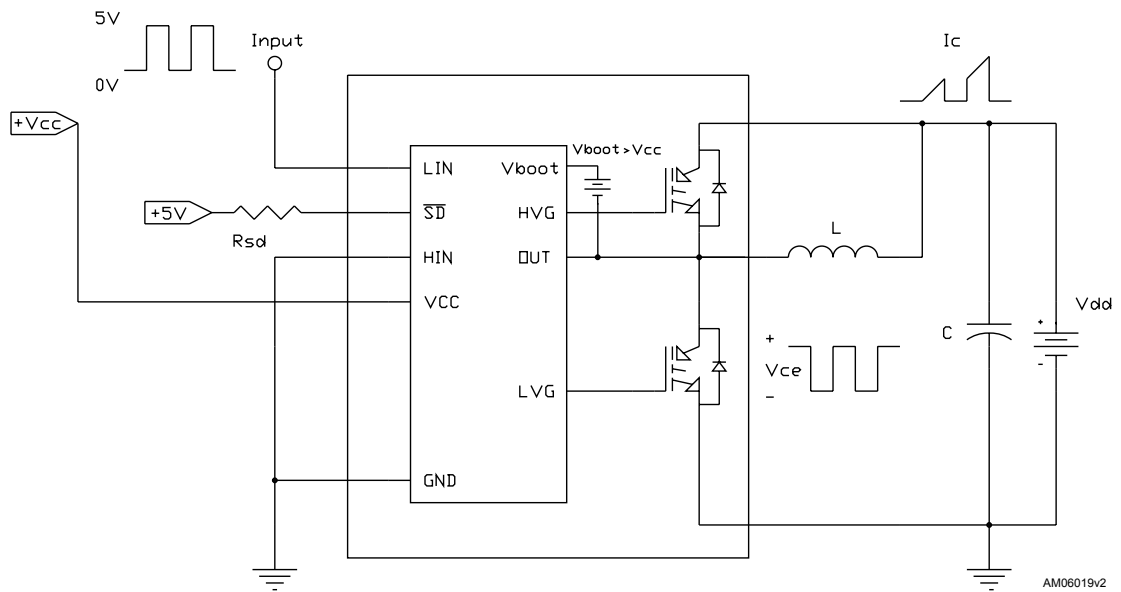 5V
Input
0V
Ic
+Vcc
Vboot>Vcc
LIN
Vboot
+5V
SD
HVG
Rsd
L
HIN
OUT
VCC
Vdd
+
+
C
Vce
-
LVG
-
GND
AM06019v2